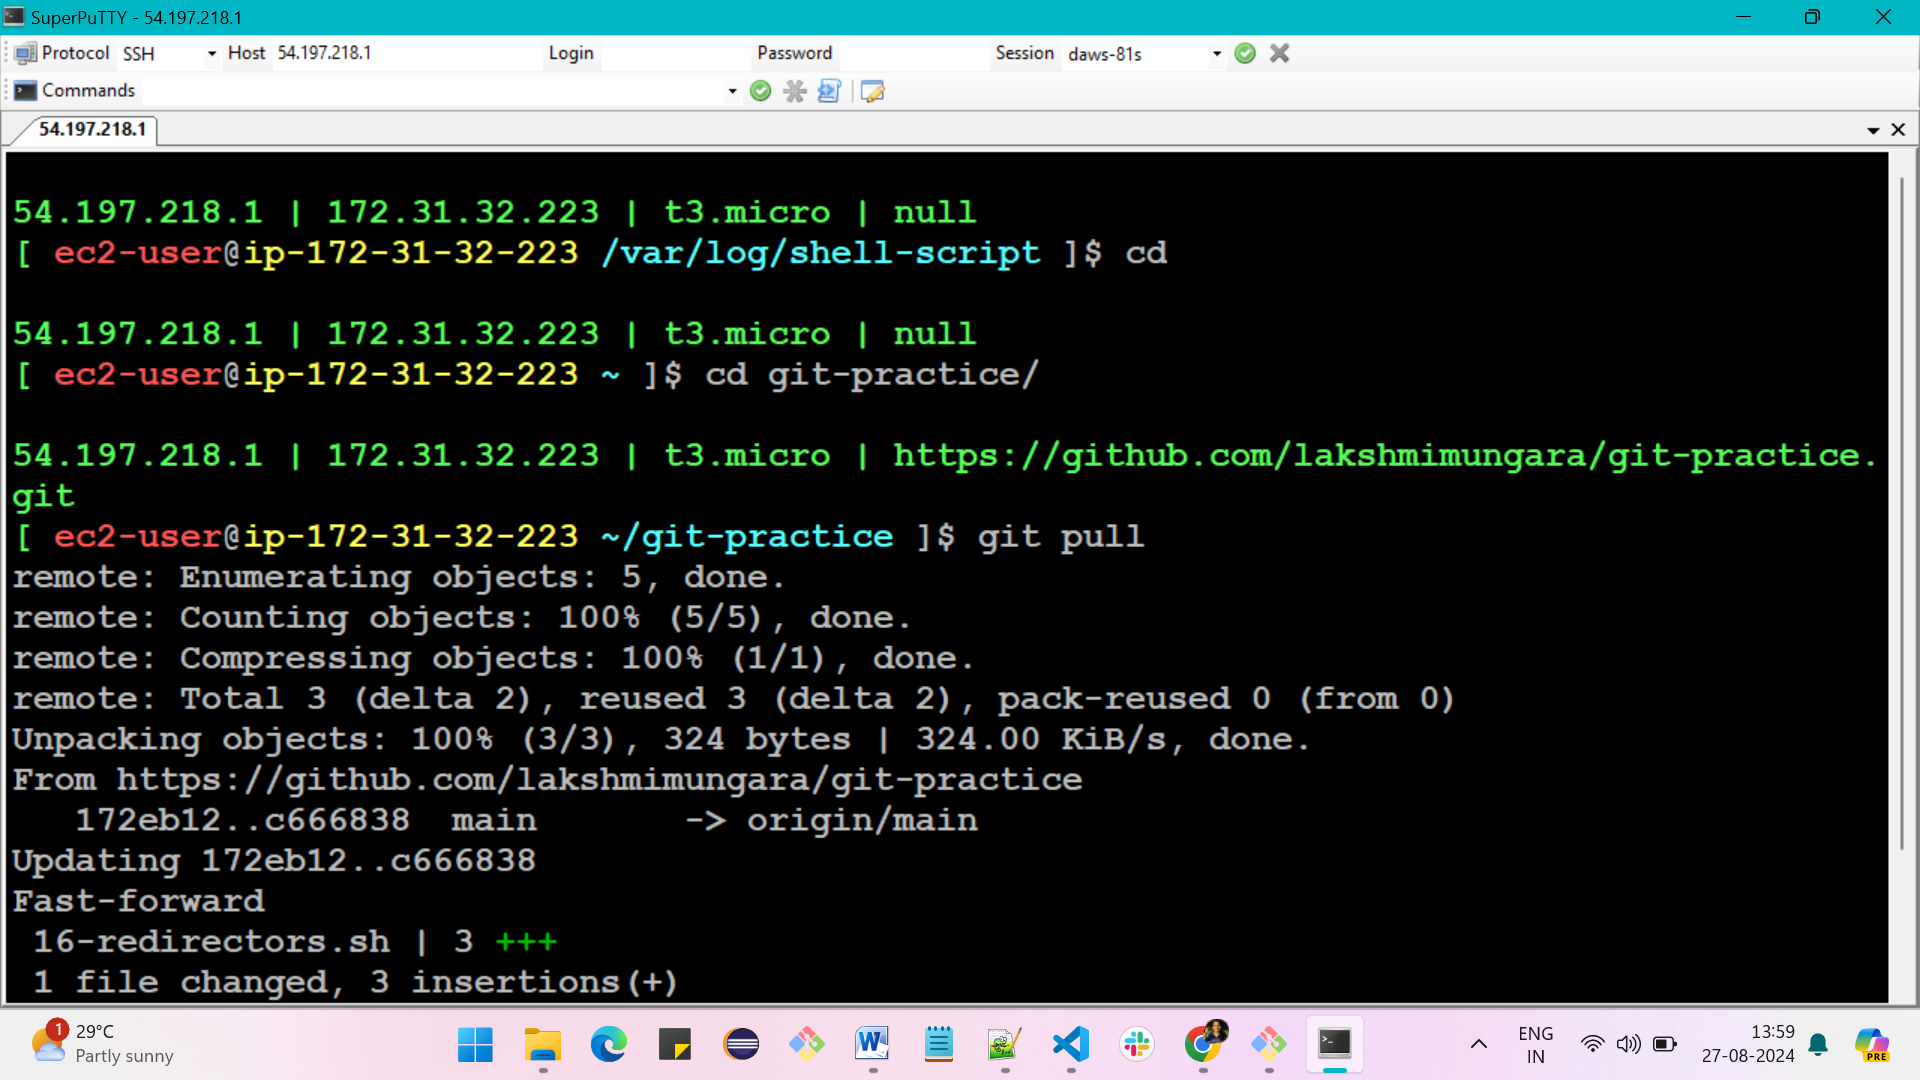 SuperPuTTY - 54.197.218.1
Protocol SSH Host 54.197.218.1 Login Password Session daws-81s
Commands
54.197.218.1
54.197.218.1 | 172.31.32.223 | t3.micro | null
[ ec2-user@ip-172-31-32-223 /var/log/shell-script ]$ cd
54.197.218.1 | 172.31.32.223 | t3.micro | null
[ ec2-user@ip-172-31-32-223 ~ ]$ cd git-practice/
54.197.218.1 | 172.31.32.223 | t3.micro | https://github.com/lakshmimungara/git-practice.
git
[ ec2-user@ip-172-31-32-223 ~/git-practice ]$ git pull
remote: Enumerating objects: 5, done.
remote: Counting objects: 100% (5/5), done.
remote: Compressing objects: 100% (1/1), done.
remote: Total 3 (delta 2), reused 3 (delta 2), pack-reused 0 (from 0)
Unpacking objects: 100% (3/3), 324 bytes | 324.00 KiB/s, done.
From https://github.com/lakshmimungara/git-practice
172eb12..c666838  main       -> origin/main
Updating 172eb12..c666838
Fast-forward
16-redirectors.sh | 3 +++
1 file changed, 3 insertions(+)
1 29°C
Partly sunny
ENG
IN
13:59
27-08-2024
PRE